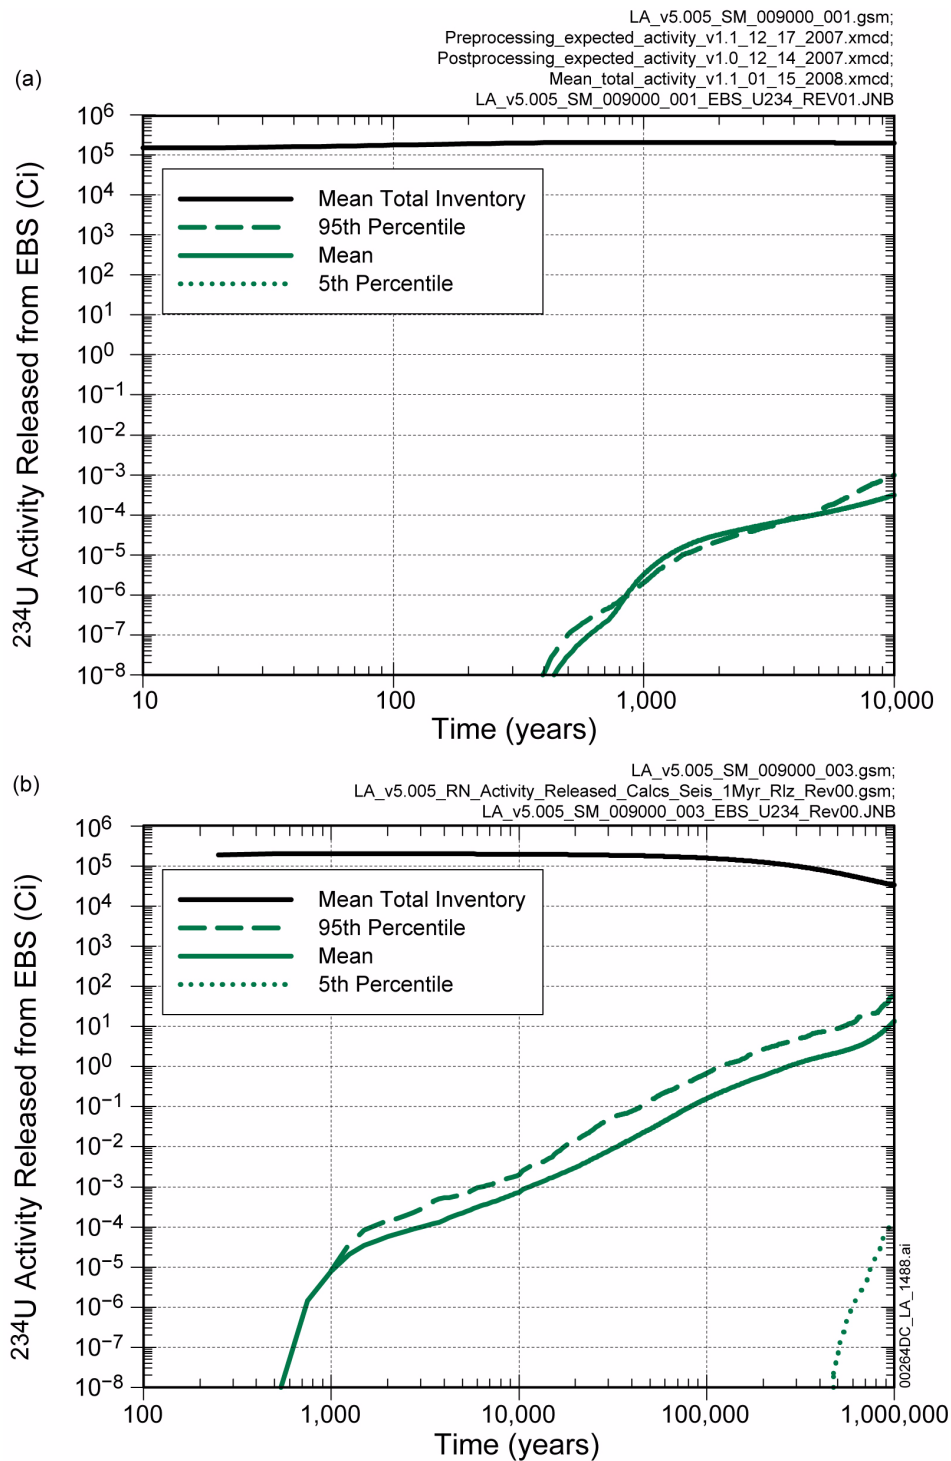 LA_v5.005_SM_009000_001.gsm;
Preprocessing_expected_activity_v1.1_12_17_2007.xmcd;
Postprocessing_expected_activity_v1.0_12_14_2007.xmcd;
Mean_total_activity_v1.1_01_15_2008.xmcd;
LA_v5.005_SM_009000_001_EBS_U234_REV01.JNB
(a)
²³⁴U Activity Released from EBS (Ci)
10⁶
10⁵
10⁴
10³
10²
10¹
10⁰
10⁻¹
10⁻²
10⁻³
10⁻⁴
10⁻⁵
10⁻⁶
10⁻⁷
10⁻⁸
Mean Total Inventory
95th Percentile
Mean
5th Percentile
10 100 1,000 10,000
Time (years)
(b)
LA_v5.005_SM_009000_003.gsm;
LA_v5.005_RN_Activity_Released_Calcs_Seis_1Myr_Rlz_Rev00.gsm;
LA_v5.005_SM_009000_003_EBS_U234_Rev00.JNB
²³⁴U Activity Released from EBS (Ci)
10⁶
10⁵
10⁴
10³
10²
10¹
10⁰
10⁻¹
10⁻²
10⁻³
10⁻⁴
10⁻⁵
10⁻⁶
10⁻⁷
10⁻⁸
Mean Total Inventory
95th Percentile
Mean
5th Percentile
00264DC_LA_1488.ai
100 1,000 10,000 100,000 1,000,000
Time (years)